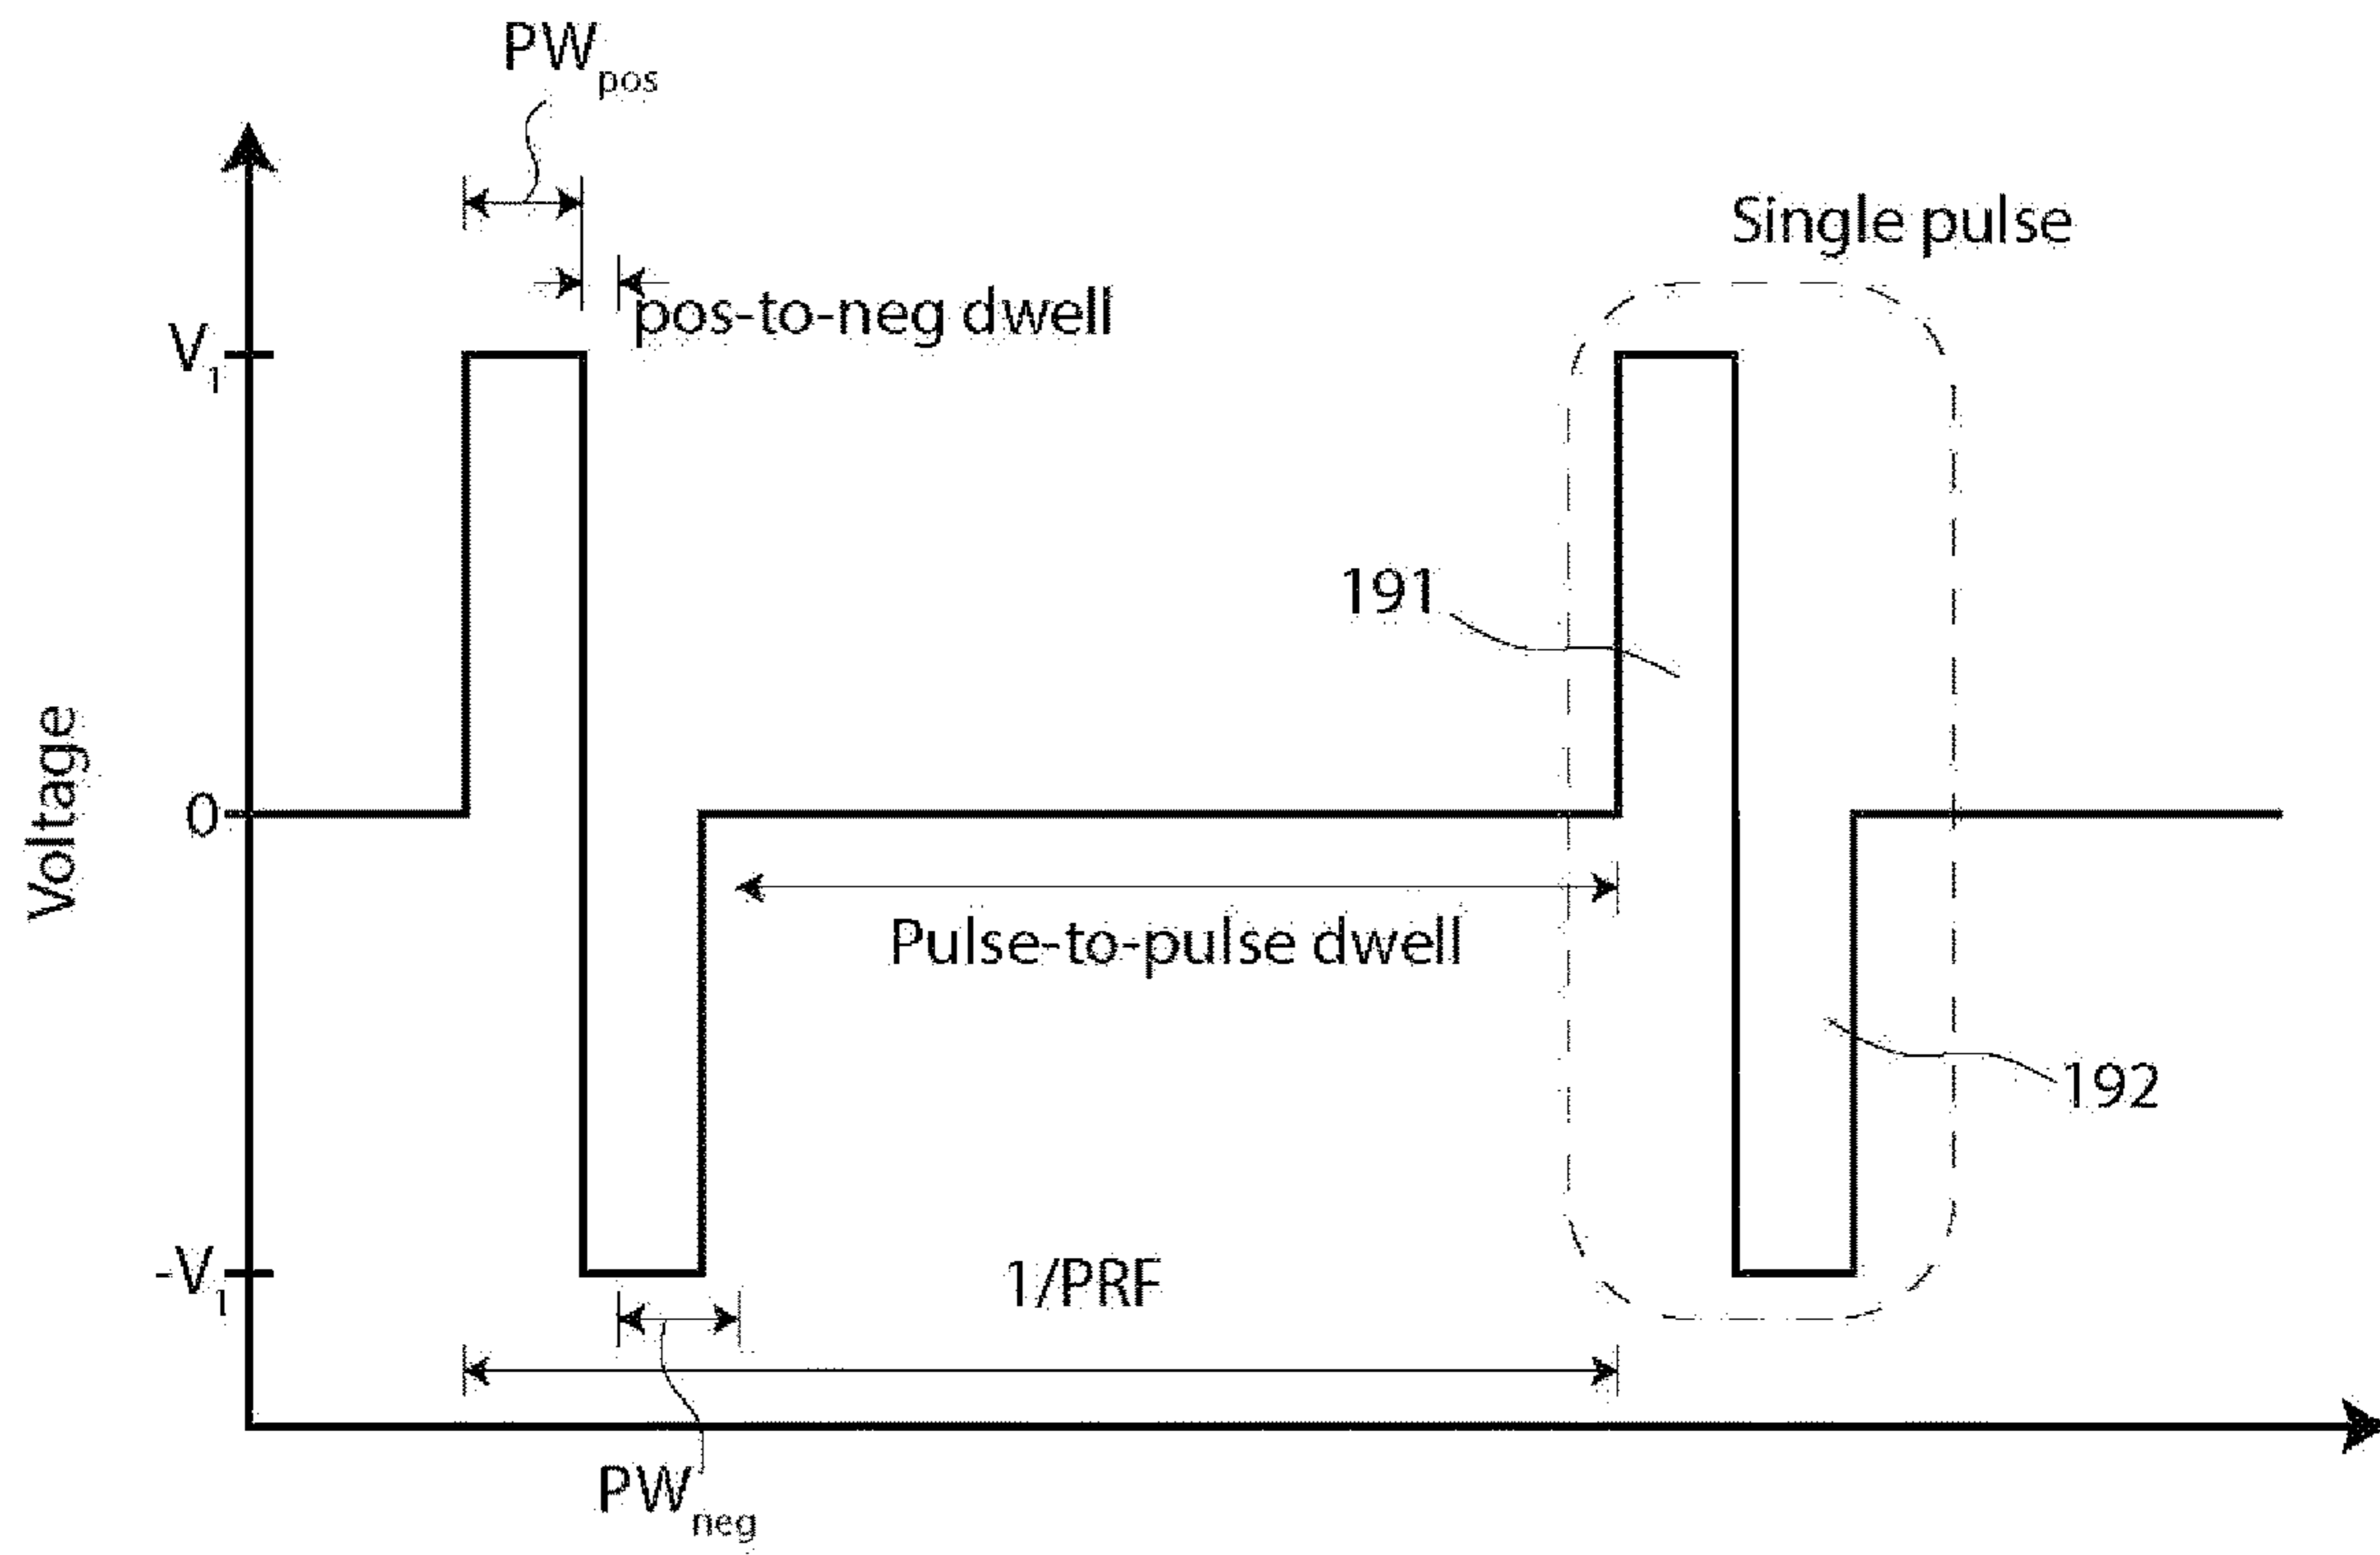 PWpos
Single pulse
pos-to-neg dwell
V1
191
Voltage
0
Pulse-to-pulse dwell
192
-V1
1/PRF
PWneg